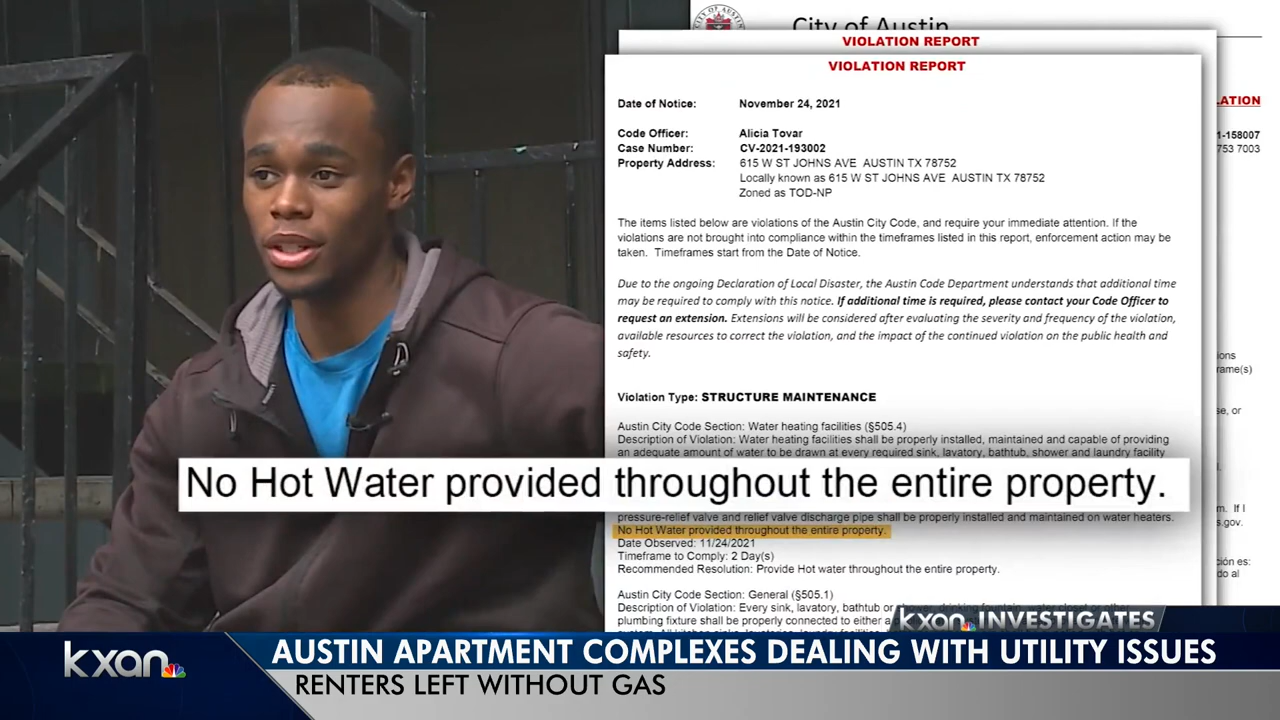 City of Austin
VIOLATION REPORT
VIOLATION REPORT
LATION
1-158007
753 7003
Date of Notice: November 24, 2021
Code Officer: Alicia Tovar
Case Number: CV-2021-193002
Property Address: 615 W ST JOHNS AVE AUSTIN TX 78752
Locally known as 615 W ST JOHNS AVE AUSTIN TX 78752
Zoned as TOD-NP
The items listed below are violations of the Austin City Code, and require your immediate attention. If the
violations are not brought into compliance within the timeframes listed in this report, enforcement action may be
taken. Timeframes start from the Date of Notice.
Due to the ongoing Declaration of Local Disaster, the Austin Code Department understands that additional time
may be required to comply with this notice. If additional time is required, please contact your Code Officer to
request an extension. Extensions will be considered after evaluating the severity and frequency of the violation,
available resources to correct the violation, and the impact of the continued violation on the public health and
safety.
Violation Type: STRUCTURE MAINTENANCE
Austin City Code Section: Water heating facilities (§505.4)
Description of Violation: Water heating facilities shall be properly installed, maintained and capable of providing
an adequate amount of water to be drawn at every required sink, lavatory, bathtub, shower and laundry facility
No Hot Water provided throughout the entire property.
pressure-relief valve and relief valve discharge pipe shall be properly installed and maintained on water heaters.
No Hot Water provided throughout the entire property.
Date Observed: 11/24/2021
Timeframe to Comply: 2 Day(s)
Recommended Resolution: Provide Hot water throughout the entire property.
Austin City Code Section: General (§505.1)
Description of Violation: Every sink, lavatory, bathtub or shower, drinking fountain, water closet or other
plumbing fixture shall be properly connected to either a
kxan INVESTIGATES
kxan
AUSTIN APARTMENT COMPLEXES DEALING WITH UTILITY ISSUES
RENTERS LEFT WITHOUT GAS